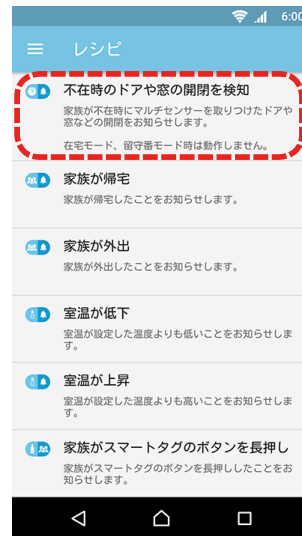 6:00
レシピ
不在時のドアや窓の開閉を検知
家族が不在時にマルチセンサーを取りつけたドアや
窓などの開閉をお知らせします。
在宅モード、留守番モード時は動作しません。
家族が帰宅
家族が帰宅したことをお知らせします。
家族が外出
家族が外出したことをお知らせします。
室温が低下
室温が設定した温度よりも低いことをお知らせしま
す。
室温が上昇
室温が設定した温度よりも高いことをお知らせしま
す。
家族がスマートタグのボタンを長押し
家族がスマートタグのボタンを長押ししたことをお
知らせします。